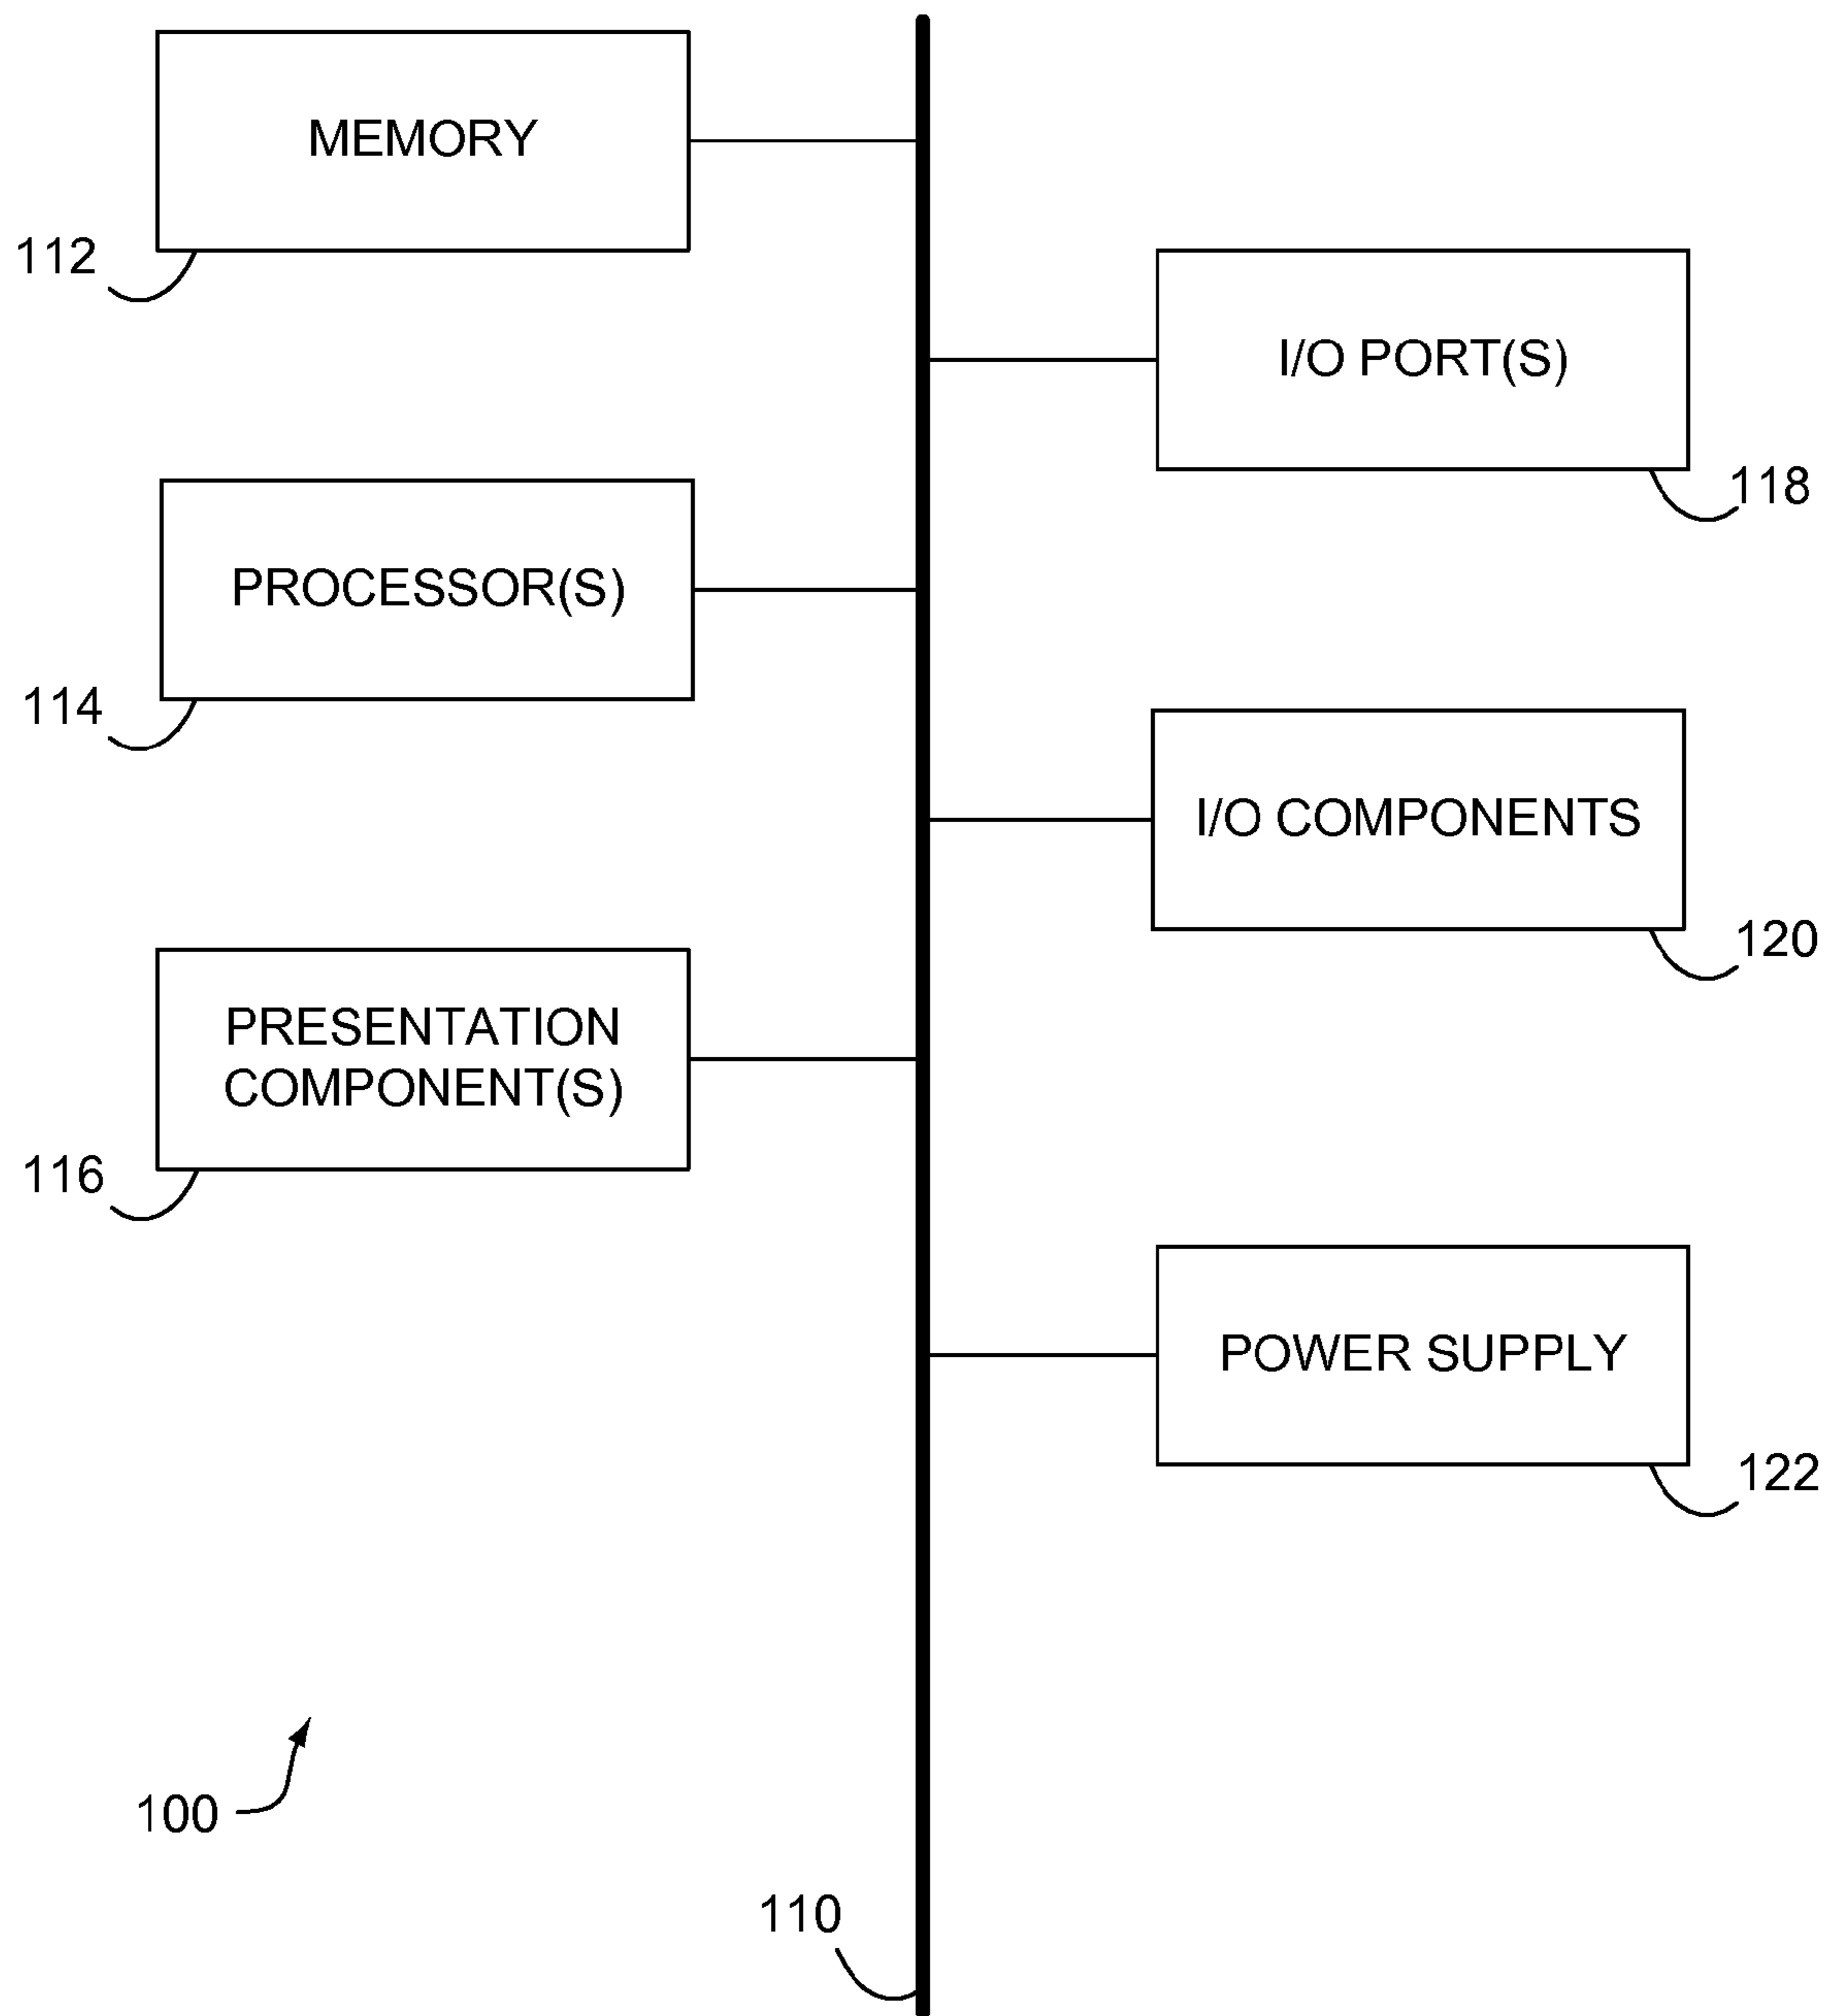 MEMORY
112
I/O PORT(S)
118
PROCESSOR(S)
114
I/O COMPONENTS
120
PRESENTATION
COMPONENT(S)
116
POWER SUPPLY
122
100
110